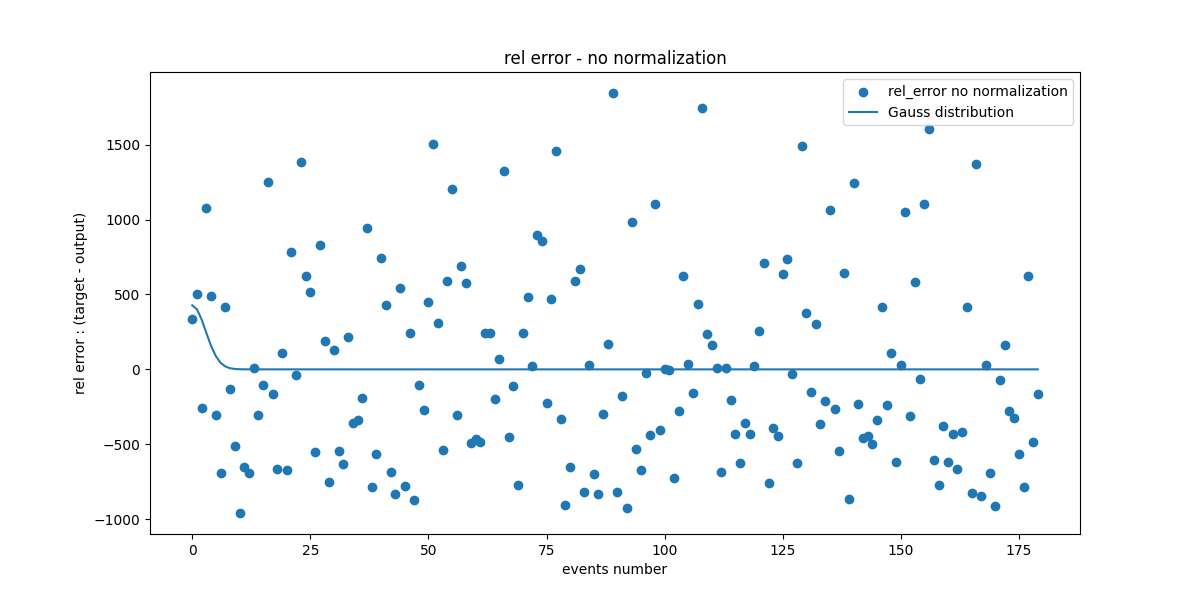 rel error - no normalization
rel_error no normalization
Gauss distribution
rel error : (target - output)
1500
1000
500
0
−500
−1000
0 25 50 75 100 125 150 175
events number